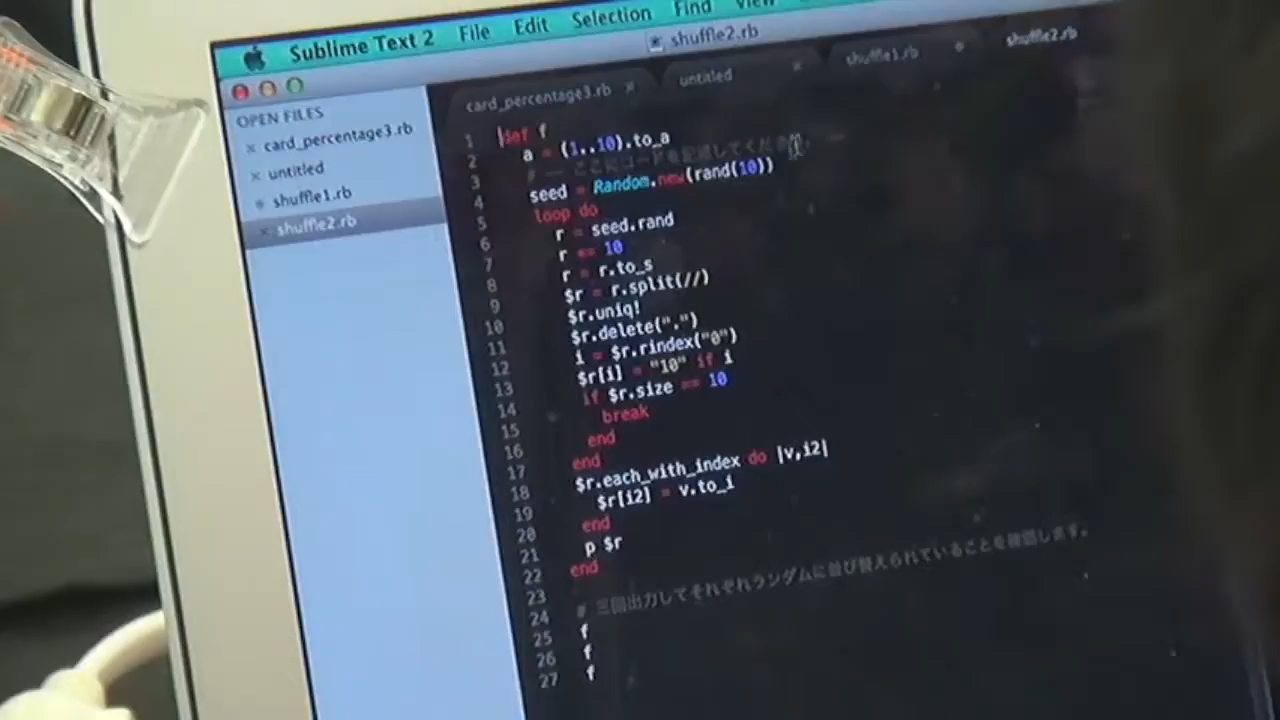 Sublime Text 2 File Edit Selection Find View
shuffle2.rb
card_percentage3.rb untitled shuffle1.rb shuffle2.rb
OPEN FILES
card_percentage3.rb
untitled
shuffle1.rb
shuffle2.rb
1 def f
2 a = (1..10).to_a
3 # -- ここにコードを記述してください。
4 seed = Random.new(rand(10))
5 loop do
6 r = seed.rand
7 r *= 10
8 r = r.to_s
9 $r = r.split(//)
10 $r.uniq!
11 $r.delete(".")
12 i = $r.rindex("0")
13 $r[i] = "10" if i
14 if $r.size == 10
15 break
16 end
17 end
18 $r.each_with_index do |v,i2|
19 $r[i2] = v.to_i
20 end
21 p $r
22 end
23
24 # 三回出力してそれぞれランダムに並び替えられていることを確認します。
25 f
26 f
27 f